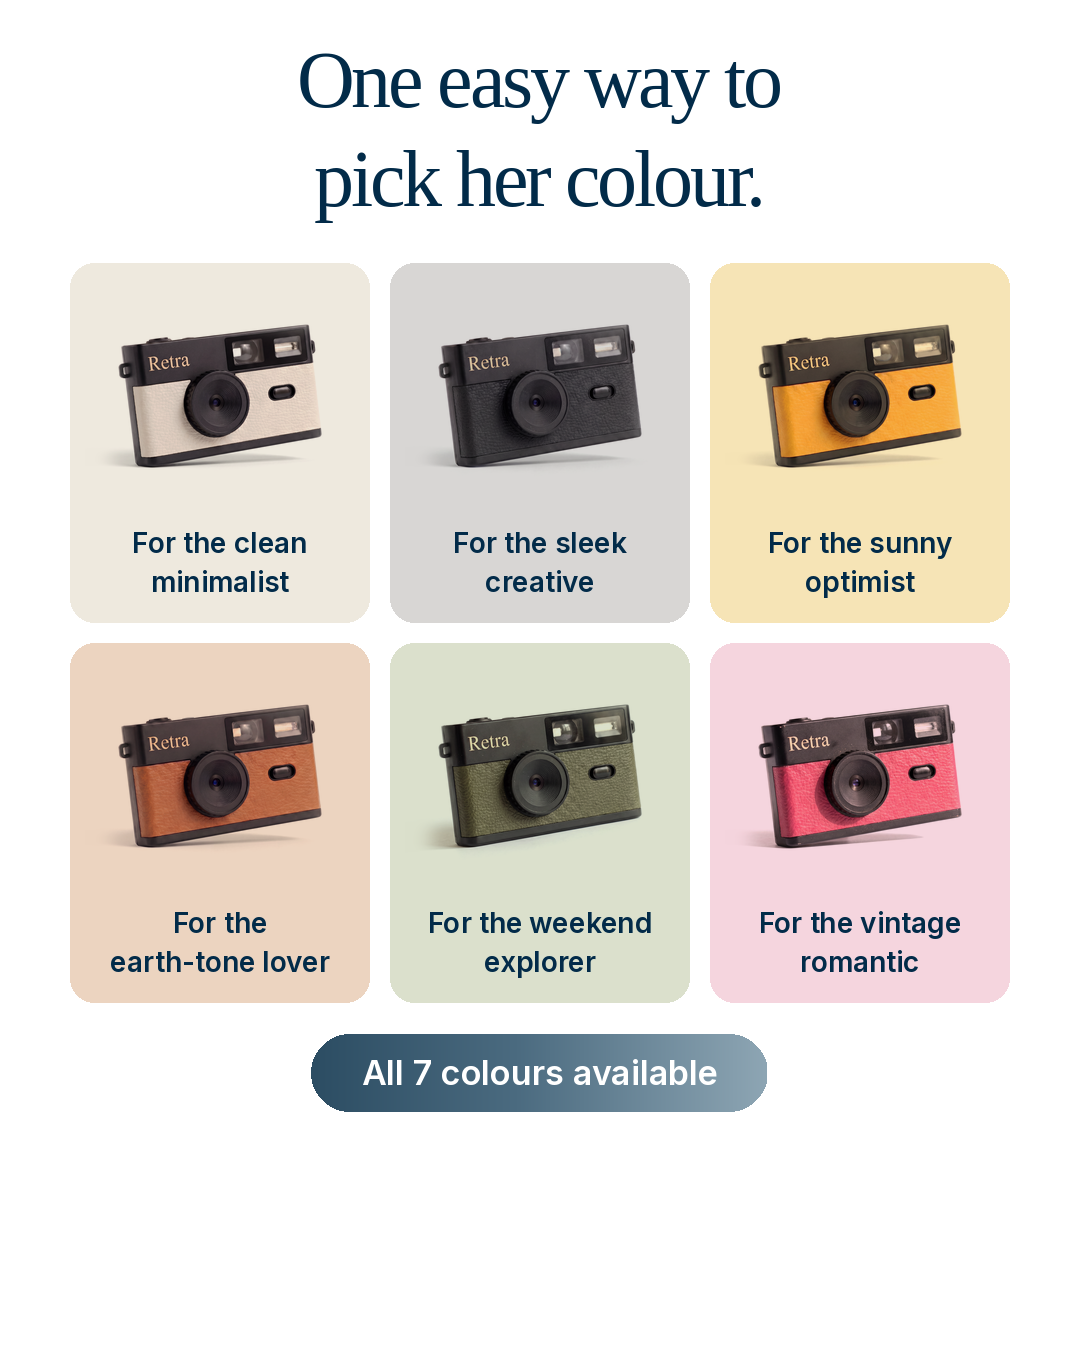 One easy way to
pick her colour.
Retra
Retra
Retra
For the clean
minimalist
For the sleek
creative
For the sunny
optimist
Retra
Retra
Retra
For the
earth-tone lover
For the weekend
explorer
For the vintage
romantic
All 7 colours available